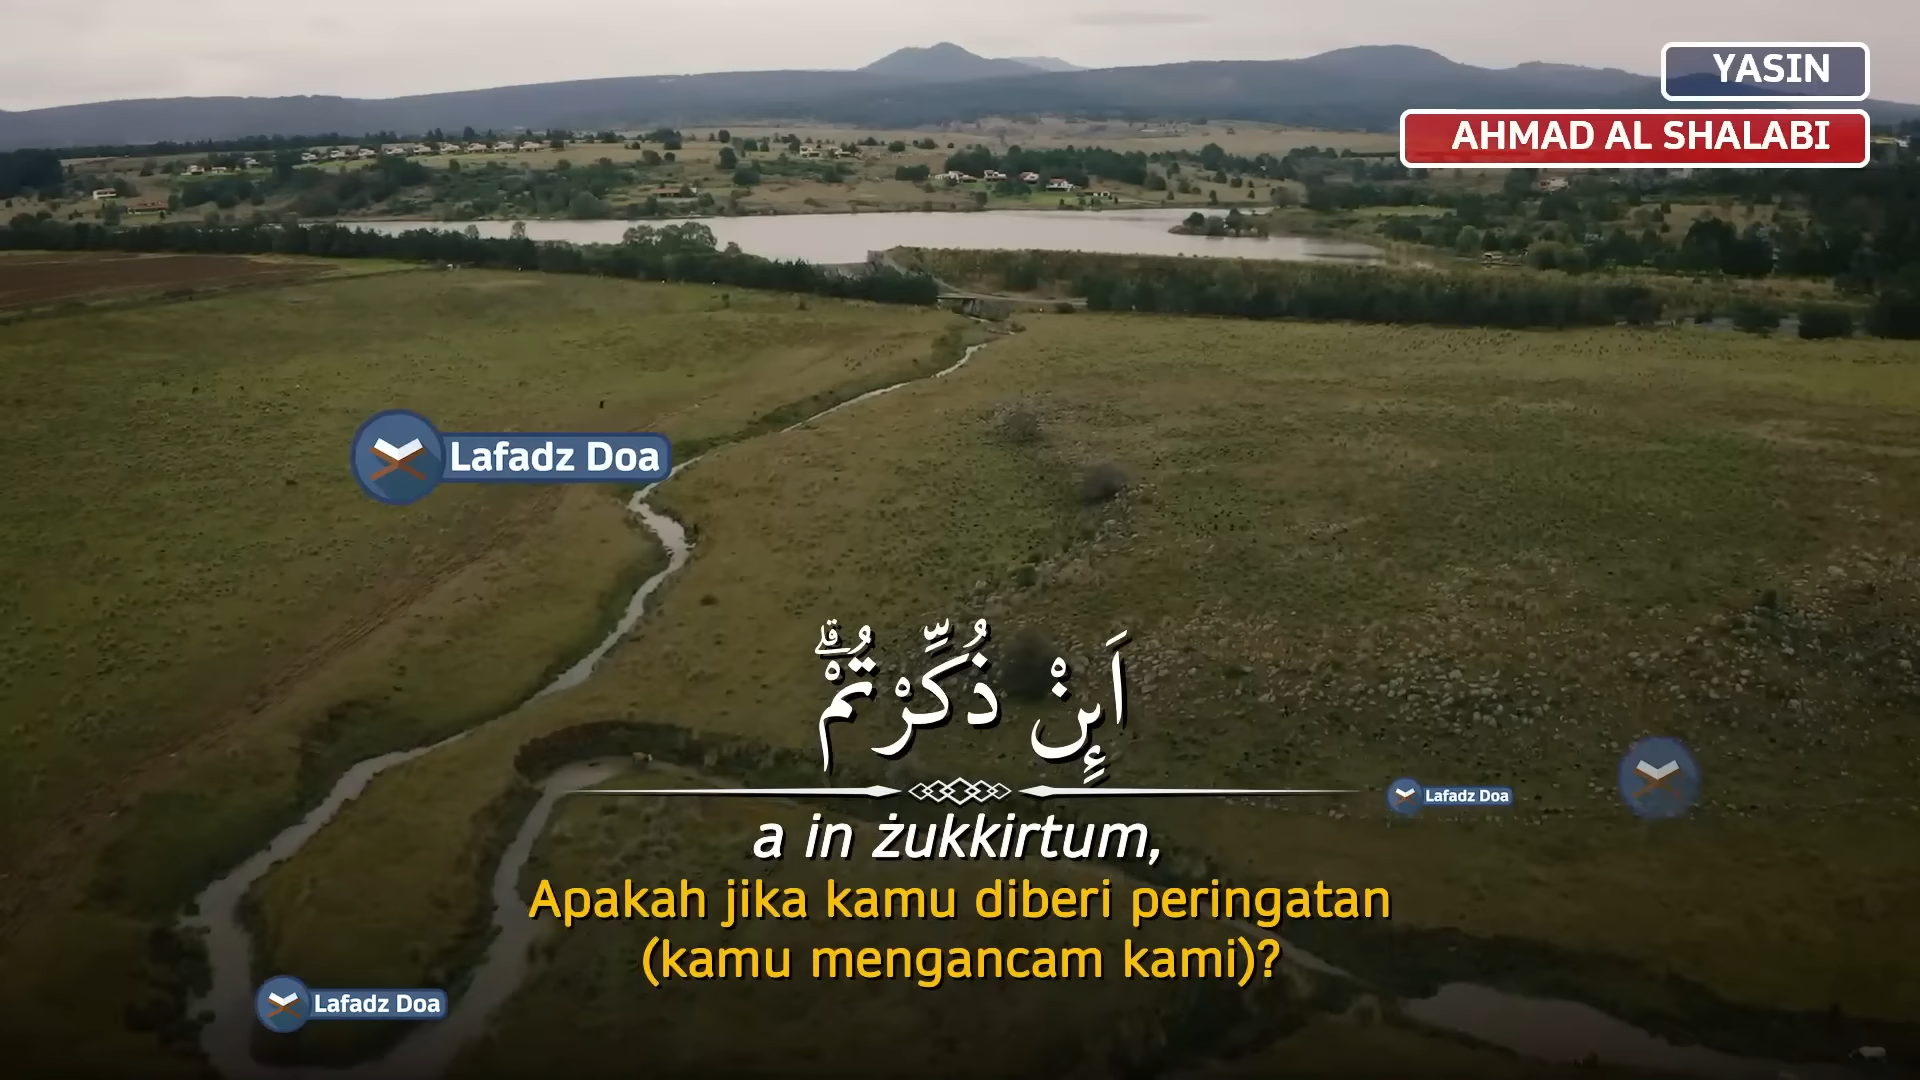 YASIN
AHMAD AL SHALABI
Lafadz Doa
اَىِٕنْ ذُكِّرْتُمْۗ
Lafadz Doa
a in żukkirtum,
Apakah jika kamu diberi peringatan
(kamu mengancam kami)?
Lafadz Doa